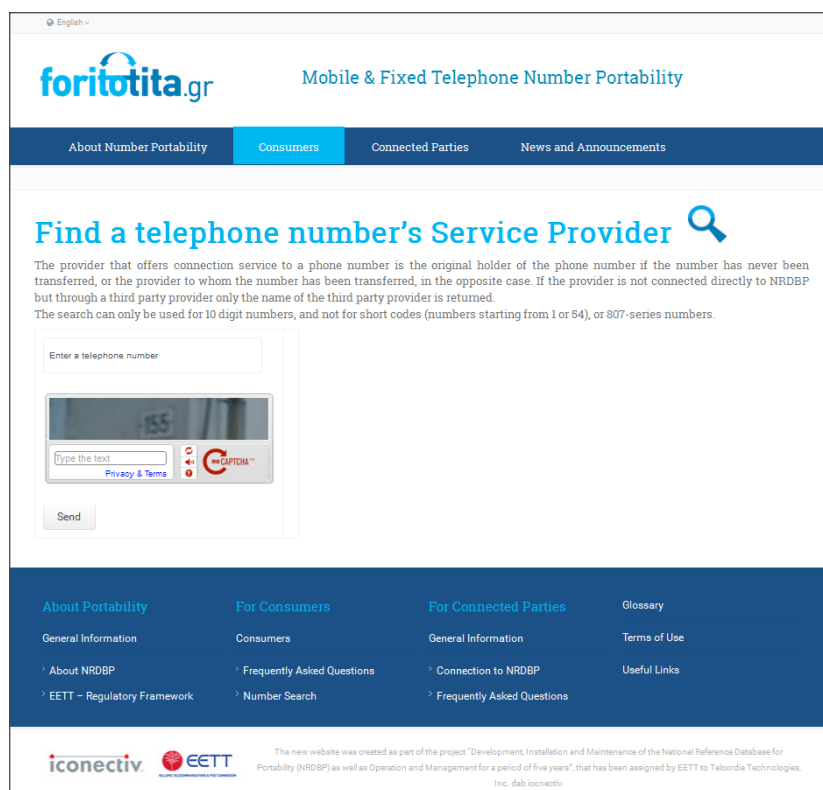 English
foritotita.gr
Mobile & Fixed Telephone Number Portability
About Number Portability
Consumers
Connected Parties
News and Announcements
Find a telephone number's Service Provider
The provider that offers connection service to a phone number is the original holder of the phone number if the number has never been
transferred, or the provider to whom the number has been transferred, in the opposite case. If the provider is not connected directly to NRDBP
but through a third party provider only the name of the third party provider is returned.
The search can only be used for 10 digit numbers, and not for short codes (numbers starting from 1 or 54), or 807-series numbers.
Enter a telephone number
155
Type the text
Privacy & Terms
reCAPTCHA™
Send
About Portability
General Information
› About NRDBP
› EETT – Regulatory Framework
For Consumers
Consumers
› Frequently Asked Questions
› Number Search
For Connected Parties
General Information
› Connection to NRDBP
› Frequently Asked Questions
Glossary
Terms of Use
Useful Links
iconectiv
EETT
HELLENIC TELECOMMUNICATIONS & POST COMMISSION
The new website was created as part of the project "Development, Installation and Maintenance of the National Reference Database for
Portability (NRDBP) as well as Operation and Management for a period of five years", that has been assigned by EETT to Telcordia Technologies,
Inc. dab iconectiv.